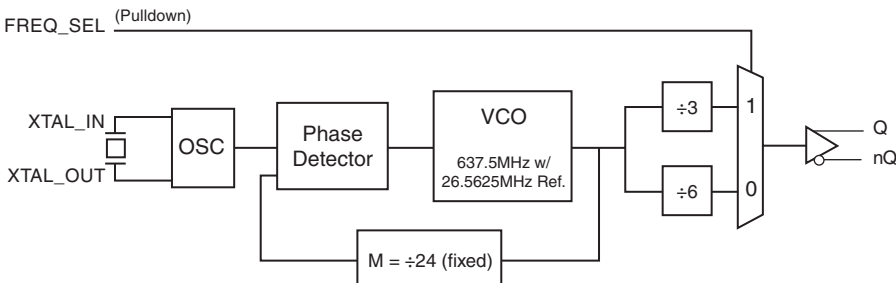 FREQ_SEL (Pulldown)
XTAL_IN
XTAL_OUT
OSC
Phase
Detector
VCO
637.5MHz w/
26.5625MHz Ref.
M = ÷24 (fixed)
÷3
÷6
1
0
Q
nQ